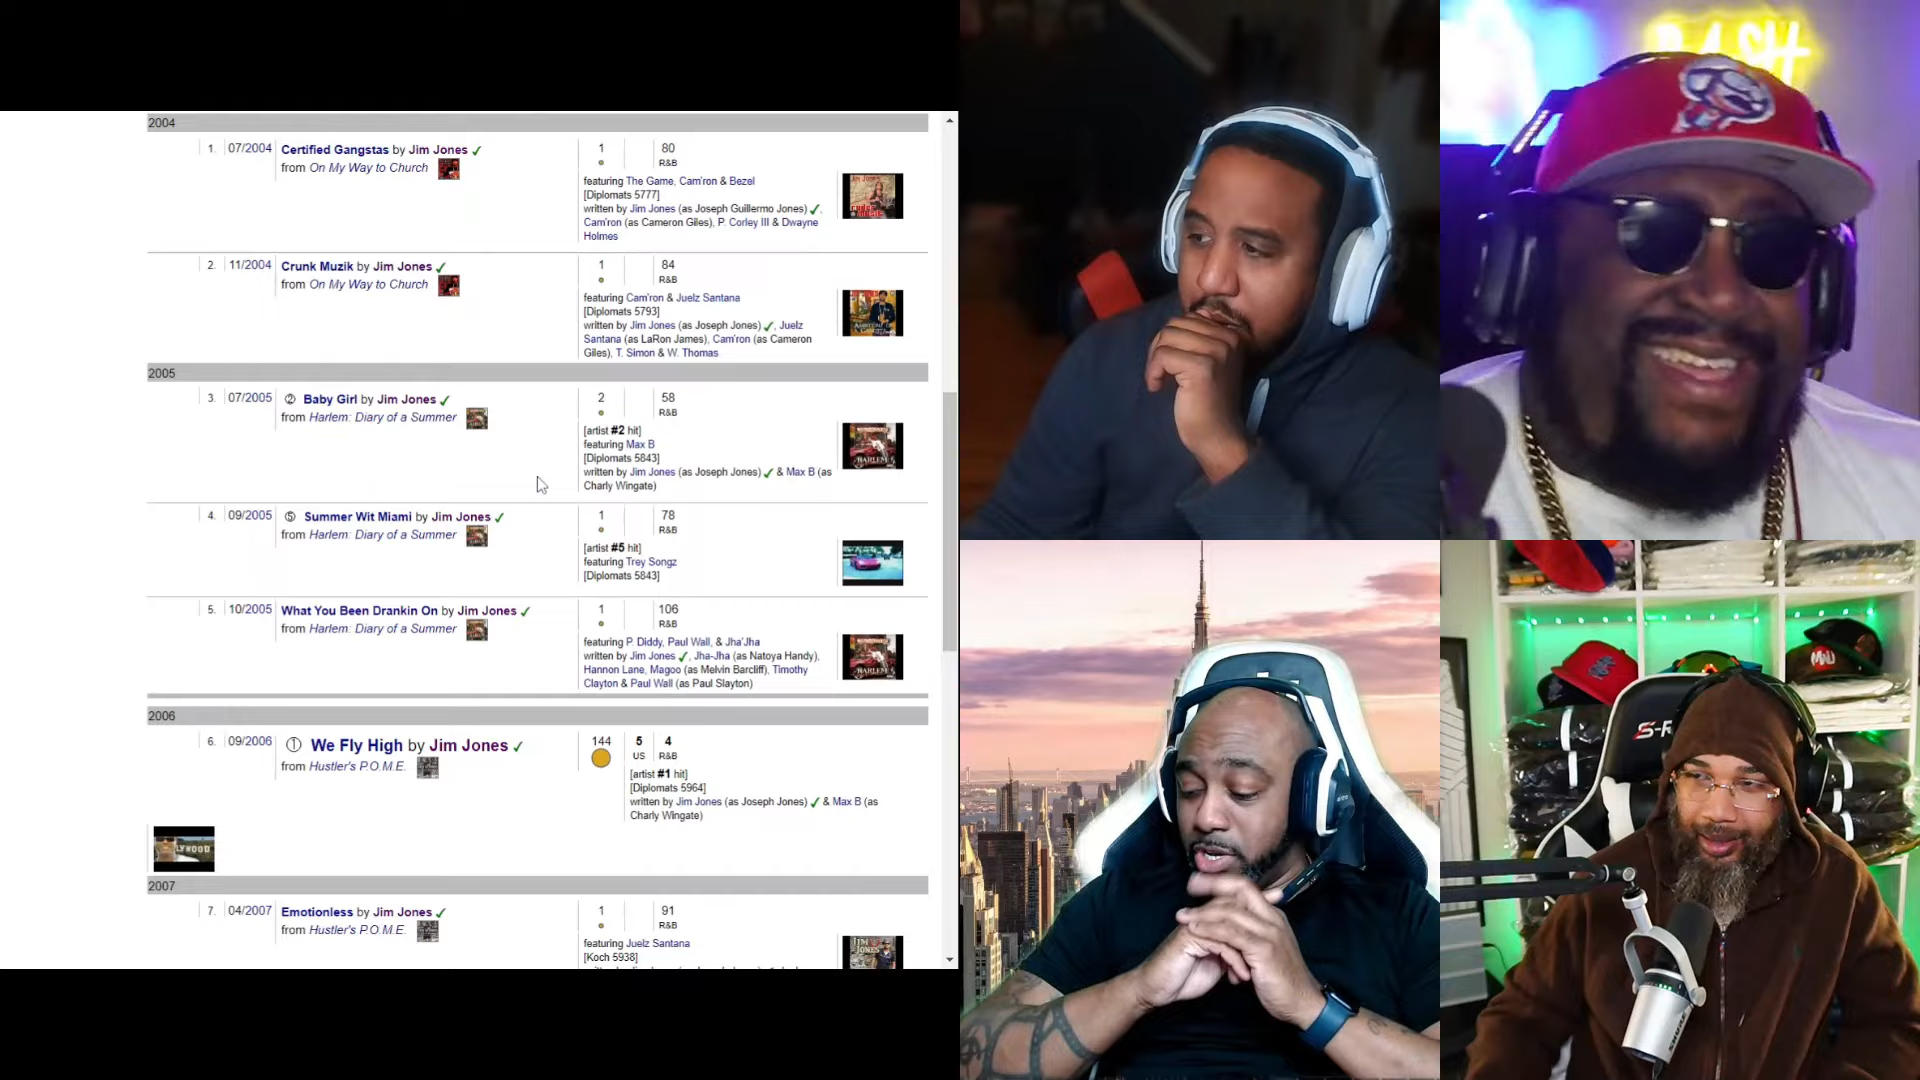 2004
1. 07/2004 Certified Gangstas by Jim Jones ✓ 1 80
from On My Way to Church R&B
featuring The Game, Cam'ron & Bezel
[Diplomats 5777]
written by Jim Jones (as Joseph Guillermo Jones) ✓,
Cam'ron (as Cameron Giles), P. Corley III & Dwayne
Holmes
2. 11/2004 Crunk Muzik by Jim Jones ✓ 1 84
from On My Way to Church R&B
featuring Cam'ron & Juelz Santana
[Diplomats 5793]
written by Jim Jones (as Joseph Jones) ✓, Juelz
Santana (as LaRon James), Cam'ron (as Cameron
Giles), T. Simon & W. Thomas
2005
3. 07/2005 ② Baby Girl by Jim Jones ✓ 2 58
from Harlem: Diary of a Summer R&B
[artist #2 hit]
featuring Max B
[Diplomats 5843]
written by Jim Jones (as Joseph Jones) ✓ & Max B (as
Charly Wingate)
4. 09/2005 ⑤ Summer Wit Miami by Jim Jones ✓ 1 78
from Harlem: Diary of a Summer R&B
[artist #5 hit]
featuring Trey Songz
[Diplomats 5843]
5. 10/2005 What You Been Drankin On by Jim Jones ✓ 1 106
from Harlem: Diary of a Summer R&B
featuring P. Diddy, Paul Wall, & Jha'Jha
written by Jim Jones ✓, Jha-Jha (as Natoya Handy),
Hannon Lane, Magoo (as Melvin Barcliff), Timothy
Clayton & Paul Wall (as Paul Slayton)
2006
6. 09/2006 ① We Fly High by Jim Jones ✓ 144 5 4
from Hustler's P.O.M.E. US R&B
[artist #1 hit]
[Diplomats 5964]
written by Jim Jones (as Joseph Jones) ✓ & Max B (as
Charly Wingate)
2007
7. 04/2007 Emotionless by Jim Jones ✓ 1 91
from Hustler's P.O.M.E. R&B
featuring Juelz Santana
[Koch 5938]
HARLEM
HARLEM
LYWOOD
JIM
JONES
SHURE